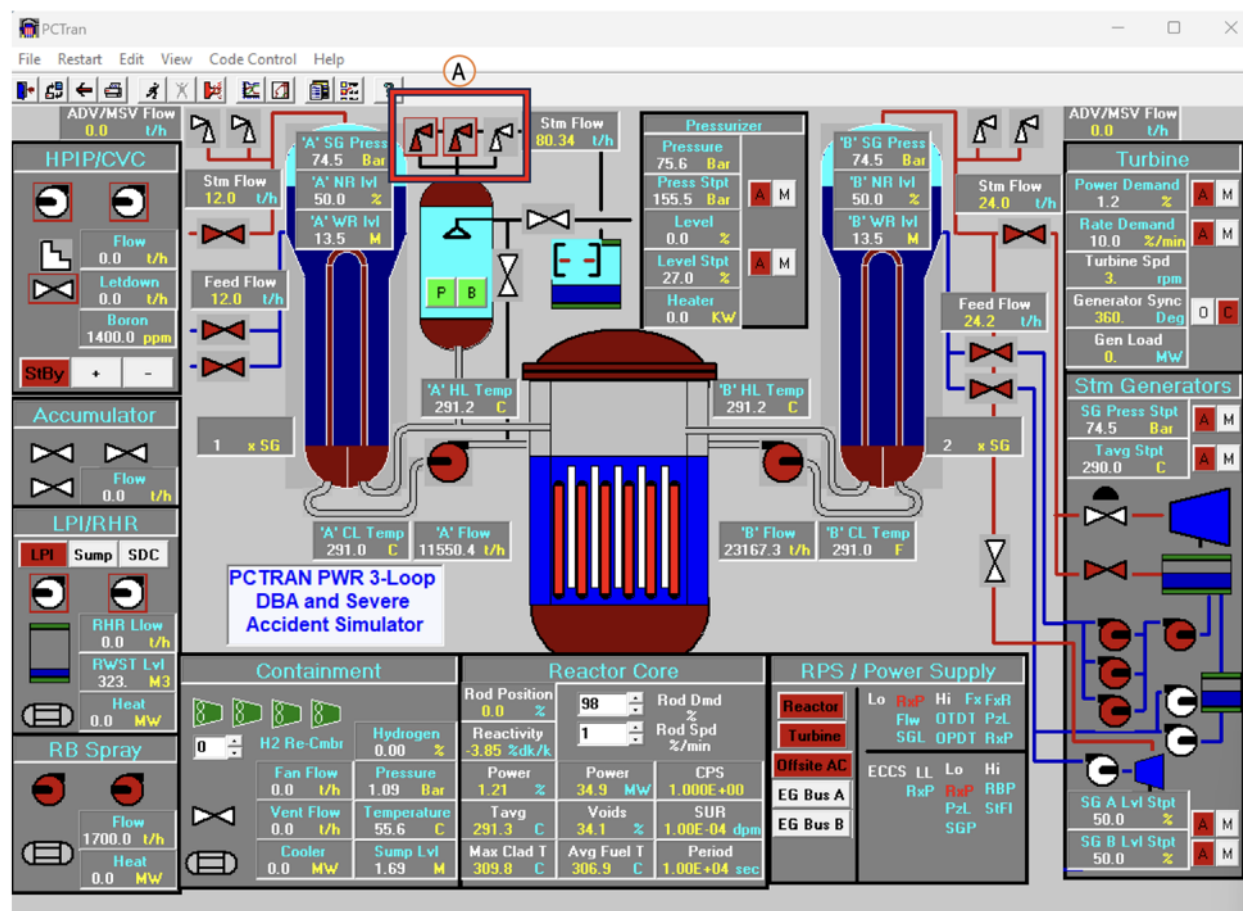 PCTran
File Restart Edit View Code Control Help
A
ADV/MSV Flow
0.0 t/h
HPIP/CVC
Flow
0.0 t/h
Letdown
0.0 t/h
Boron
1400.0 ppm
StBy + -
Accumulator
Flow
0.0 t/h
LPI/RHR
LPI Sump SDC
RHR Llow
0.0 t/h
RWST Lvl
323. M3
Heat
0.0 MW
RB Spray
Flow
1700.0 t/h
Heat
0.0 MW
Stm Flow
12.0 t/h
Feed Flow
12.0 t/h
1 x SG
'A' SG Press
74.5 Bar
'A' NR lvl
50.0 %
'A' WR lvl
13.5 M
Stm Flow
80.34 t/h
P B
Pressurizer
Pressure
75.6 Bar
Press Stpt
155.5 Bar
A M
Level
0.0 %
Level Stpt
27.0 %
A M
Heater
0.0 KW
'B' SG Press
74.5 Bar
'B' NR lvl
50.0 %
'B' WR lvl
13.5 M
Stm Flow
24.0 t/h
Feed Flow
24.2 t/h
2 x SG
'A' HL Temp
291.2 C
'B' HL Temp
291.2 C
'A' CL Temp
291.0 C
'A' Flow
11550.4 t/h
'B' Flow
23167.3 t/h
'B' CL Temp
291.0 F
PCTRAN PWR 3-Loop
DBA and Severe
Accident Simulator
Containment
0
H2 Re-Cmbr
Hydrogen
0.00 %
Fan Flow
0.0 t/h
Pressure
1.09 Bar
Vent Flow
0.0 t/h
Temperature
55.6 C
Cooler
0.0 MW
Sump Lvl
1.69 M
Reactor Core
Rod Position
0.0 %
98
Rod Dmd
%
Reactivity
-3.85 %dk/k
1
Rod Spd
%/min
Power
1.21 %
Power
34.9 MW
CPS
1.000E+00
Tavg
291.3 C
Voids
34.1 %
SUR
1.00E-04 dpm
Max Clad T
309.8 C
Avg Fuel T
306.9 C
Period
1.00E+04 sec
RPS / Power Supply
Reactor
Turbine
Offsite AC
EG Bus A
EG Bus B
Lo RxP Hi Fx FxR
Flw OTDT PzL
SGL OPDT RxP
ECCS LL Lo Hi
RxP RxP RBP
PzL StFl
SGP
ADV/MSV Flow
0.0 t/h
Turbine
Power Demand
1.2 %
A M
Rate Demand
10.0 %/min
A M
Turbine Spd
3. rpm
Generator Sync
360. Deg
O C
Gen Load
0. MW
Stm Generators
SG Press Stpt
74.5 Bar
A M
Tavg Stpt
290.0 C
A M
SG A Lvl Stpt
50.0 %
A M
SG B Lvl Stpt
50.0 %
A M